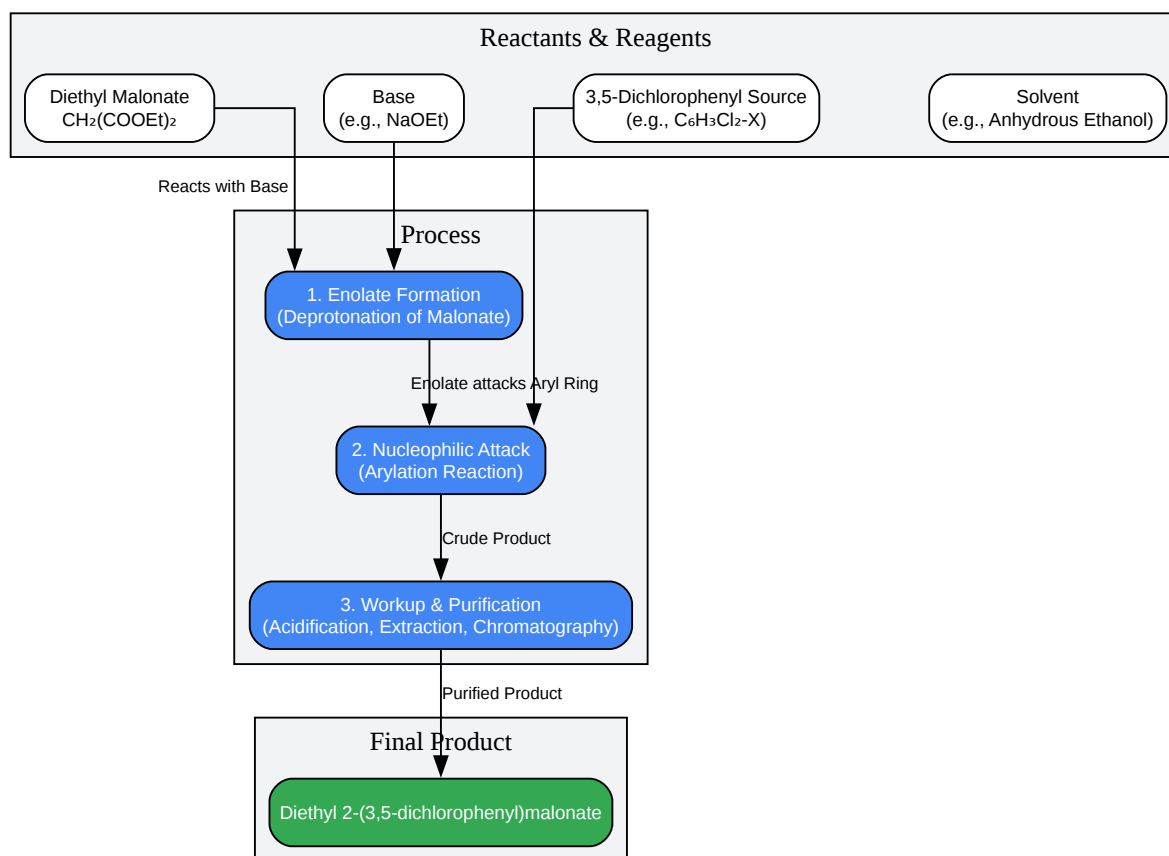 Reactants & Reagents
Diethyl Malonate
CH₂(COOEt)₂
Base
(e.g., NaOEt)
3,5-Dichlorophenyl Source
(e.g., C₆H₃Cl₂-X)
Solvent
(e.g., Anhydrous Ethanol)
Reacts with Base
Process
1. Enolate Formation
(Deprotonation of Malonate)
Enolate attacks Aryl Ring
2. Nucleophilic Attack
(Arylation Reaction)
Crude Product
3. Workup & Purification
(Acidification, Extraction, Chromatography)
Purified Product
Final Product
Diethyl 2-(3,5-dichlorophenyl)malonate